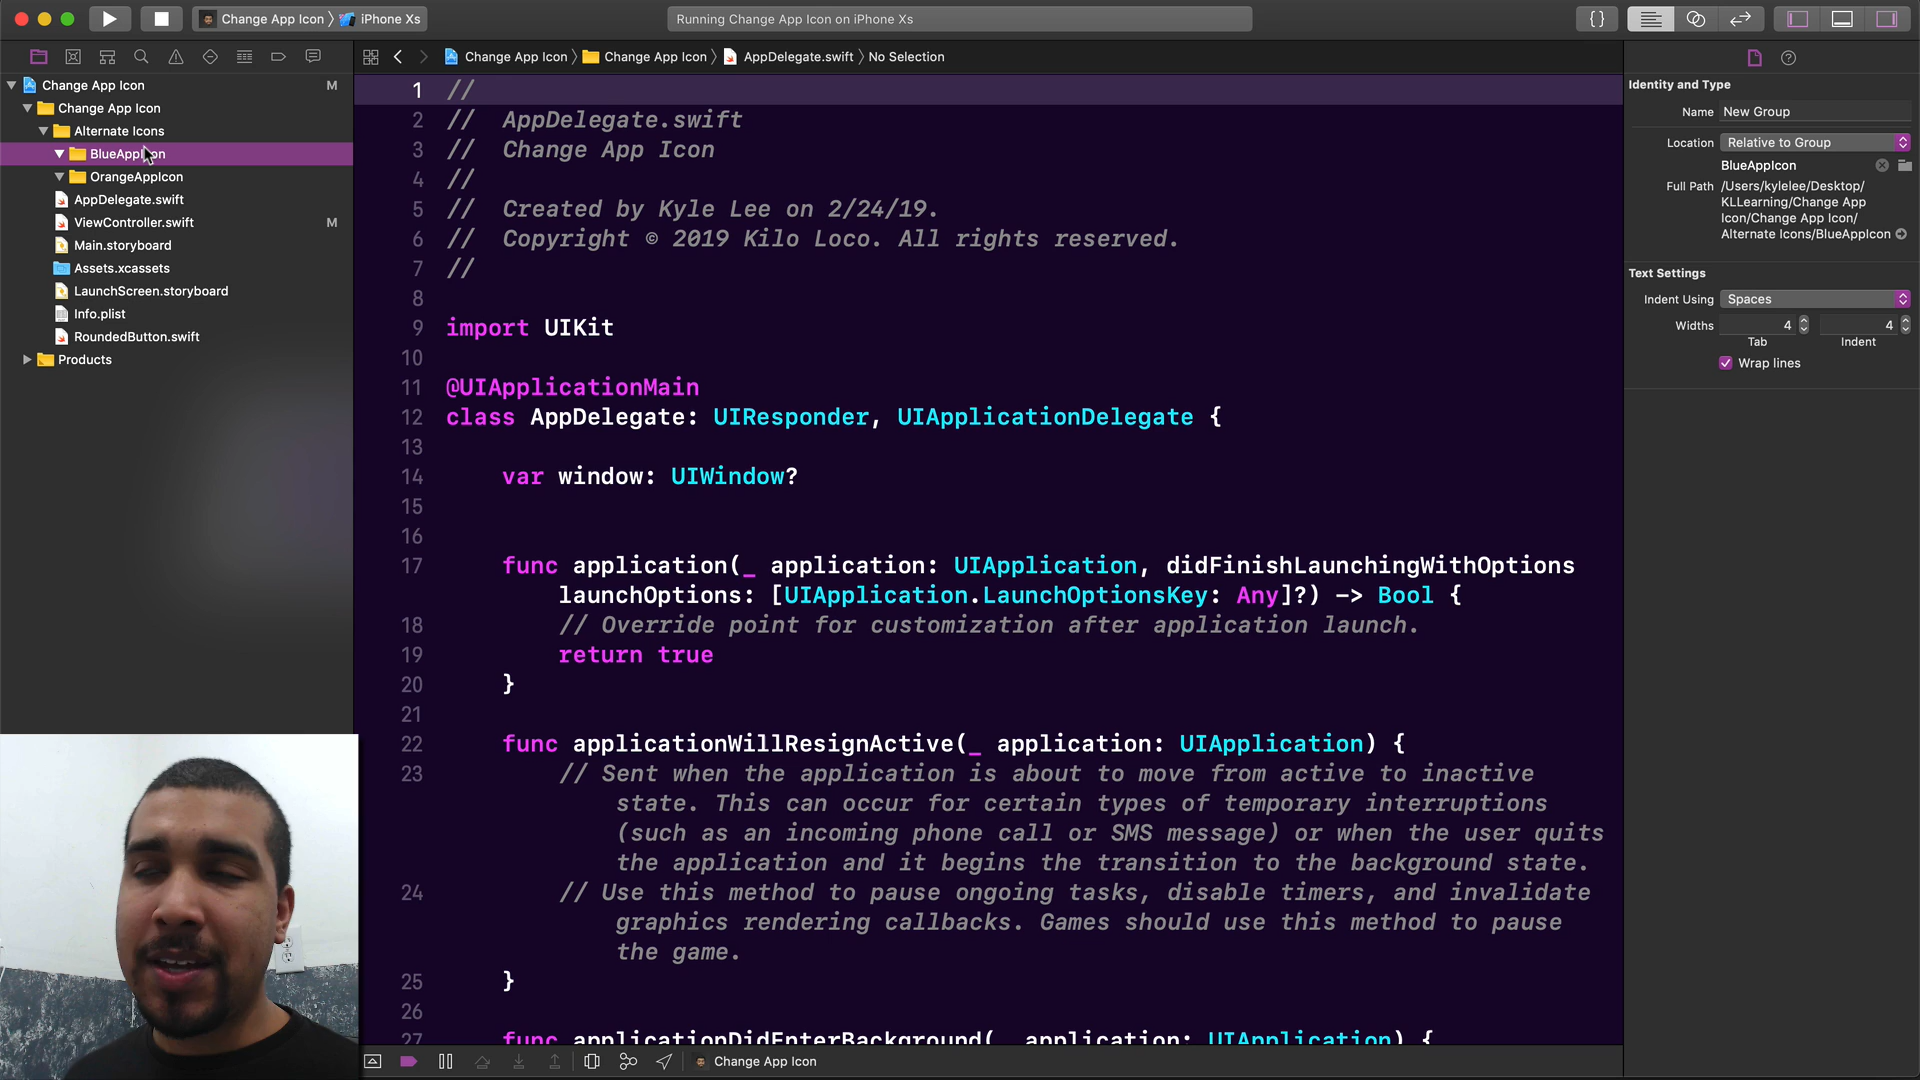 Change App Icon 〉 iPhone Xs
Running Change App Icon on iPhone Xs
{}
Change App Icon 〉 Change App Icon 〉 AppDelegate.swift 〉 No Selection
Change App Icon M
Change App Icon
Alternate Icons
BlueAppIcon
OrangeAppIcon
AppDelegate.swift
ViewController.swift M
Main.storyboard
Assets.xcassets
LaunchScreen.storyboard
Info.plist
RoundedButton.swift
Products
1 //
2 // AppDelegate.swift
3 // Change App Icon
4 //
5 // Created by Kyle Lee on 2/24/19.
6 // Copyright © 2019 Kilo Loco. All rights reserved.
7 //
8
9 import UIKit
10
11 @UIApplicationMain
12 class AppDelegate: UIResponder, UIApplicationDelegate {
13
14 var window: UIWindow?
15
16
17 func application(_ application: UIApplication, didFinishLaunchingWithOptions
launchOptions: [UIApplication.LaunchOptionsKey: Any]?) -> Bool {
18 // Override point for customization after application launch.
19 return true
20 }
21
22 func applicationWillResignActive(_ application: UIApplication) {
23 // Sent when the application is about to move from active to inactive
state. This can occur for certain types of temporary interruptions
(such as an incoming phone call or SMS message) or when the user quits
the application and it begins the transition to the background state.
24 // Use this method to pause ongoing tasks, disable timers, and invalidate
graphics rendering callbacks. Games should use this method to pause
the game.
25 }
26
27 func applicationDidEnterBackground(_ application: UIApplication) {
Change App Icon
Identity and Type
Name New Group
Location Relative to Group
BlueAppIcon
Full Path /Users/kylelee/Desktop/
KLLearning/Change App
Icon/Change App Icon/
Alternate Icons/BlueAppIcon
Text Settings
Indent Using Spaces
Widths 4 4
Tab Indent
Wrap lines